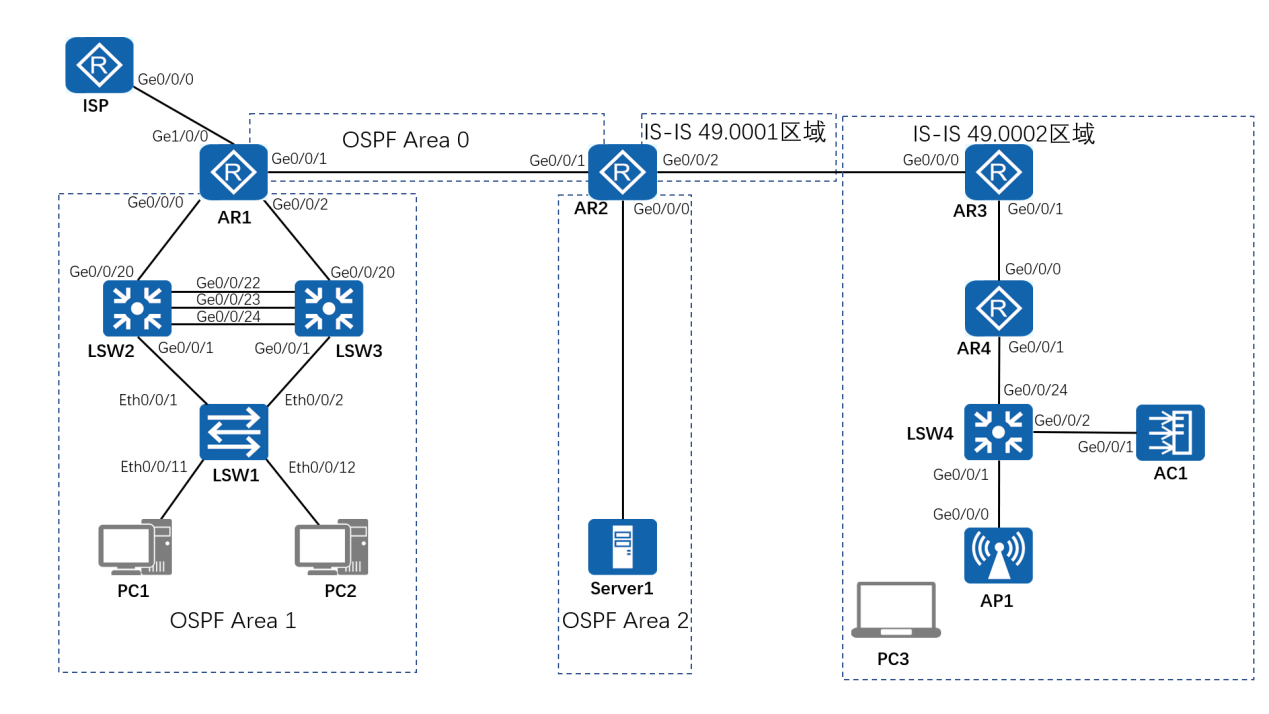 Ge0/0/0
ISP
Ge1/0/0
OSPF Area 0
IS-IS 49.0001区域
IS-IS 49.0002区域
R
R
R
R
R
Ge0/0/1
Ge0/0/1
Ge0/0/2
Ge0/0/0
Ge0/0/0
Ge0/0/2
AR1
AR2
Ge0/0/0
AR3
Ge0/0/1
Ge0/0/20
Ge0/0/20
Ge0/0/0
Ge0/0/22
Ge0/0/23
Ge0/0/24
LSW2
Ge0/0/1
Ge0/0/1
LSW3
AR4
Ge0/0/1
Eth0/0/1
Eth0/0/2
Ge0/0/24
LSW4
Ge0/0/2
Ge0/0/1
AC1
Eth0/0/11
LSW1
Eth0/0/12
Ge0/0/1
Ge0/0/0
PC1
PC2
Server1
AP1
OSPF Area 1
OSPF Area 2
PC3